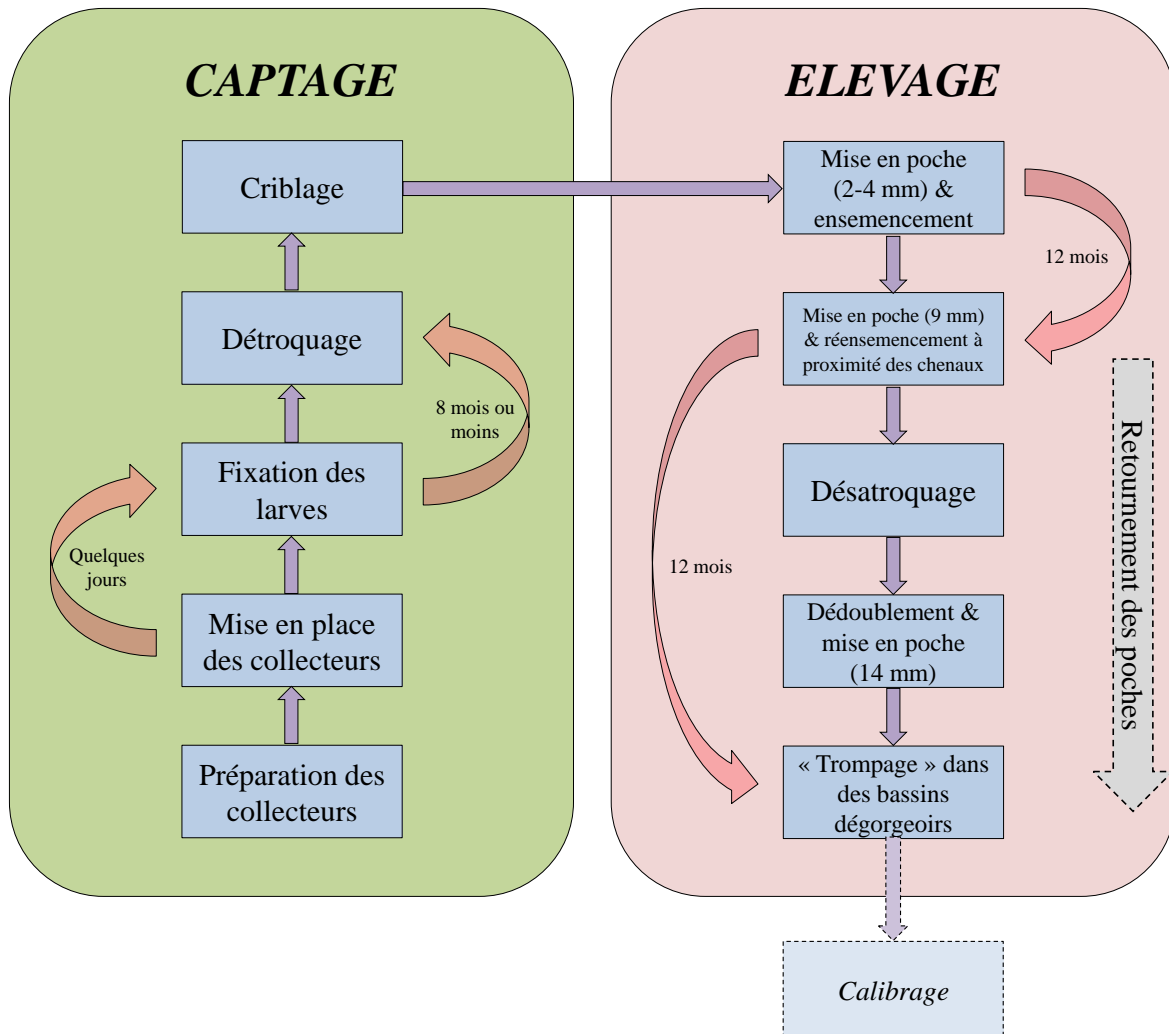 CAPTAGE
Criblage
Détroquage
8 mois ou
moins
Fixation des
larves
Quelques
jours
Mise en place
des collecteurs
Préparation des
collecteurs
ELEVAGE
Mise en poche
(2-4 mm) &
ensemencement
12 mois
Mise en poche (9 mm)
& réensemencement à
proximité des chenaux
Désatroquage
12 mois
Dédoublement &
mise en poche
(14 mm)
« Trompage » dans
des bassins
dégorgeoirs
Retournement des poches
Calibrage